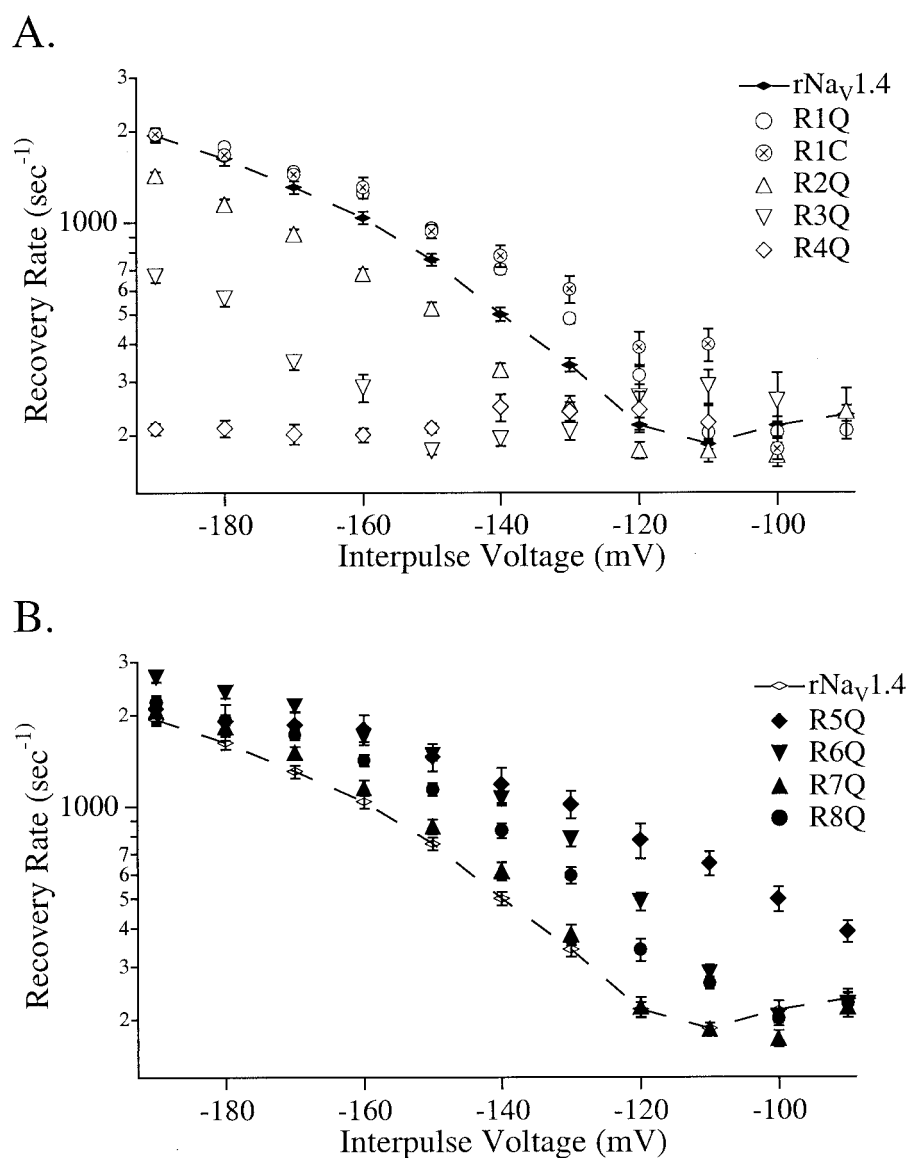 A.
3
2
1000
7
6
5
4
3
2
Recovery Rate (sec-1)
rNaV1.4
R1Q
R1C
R2Q
R3Q
R4Q
-180 -160 -140 -120 -100
Interpulse Voltage (mV)
B.
3
2
1000
7
6
5
4
3
2
Recovery Rate (sec-1)
rNaV1.4
R5Q
R6Q
R7Q
R8Q
-180 -160 -140 -120 -100
Interpulse Voltage (mV)